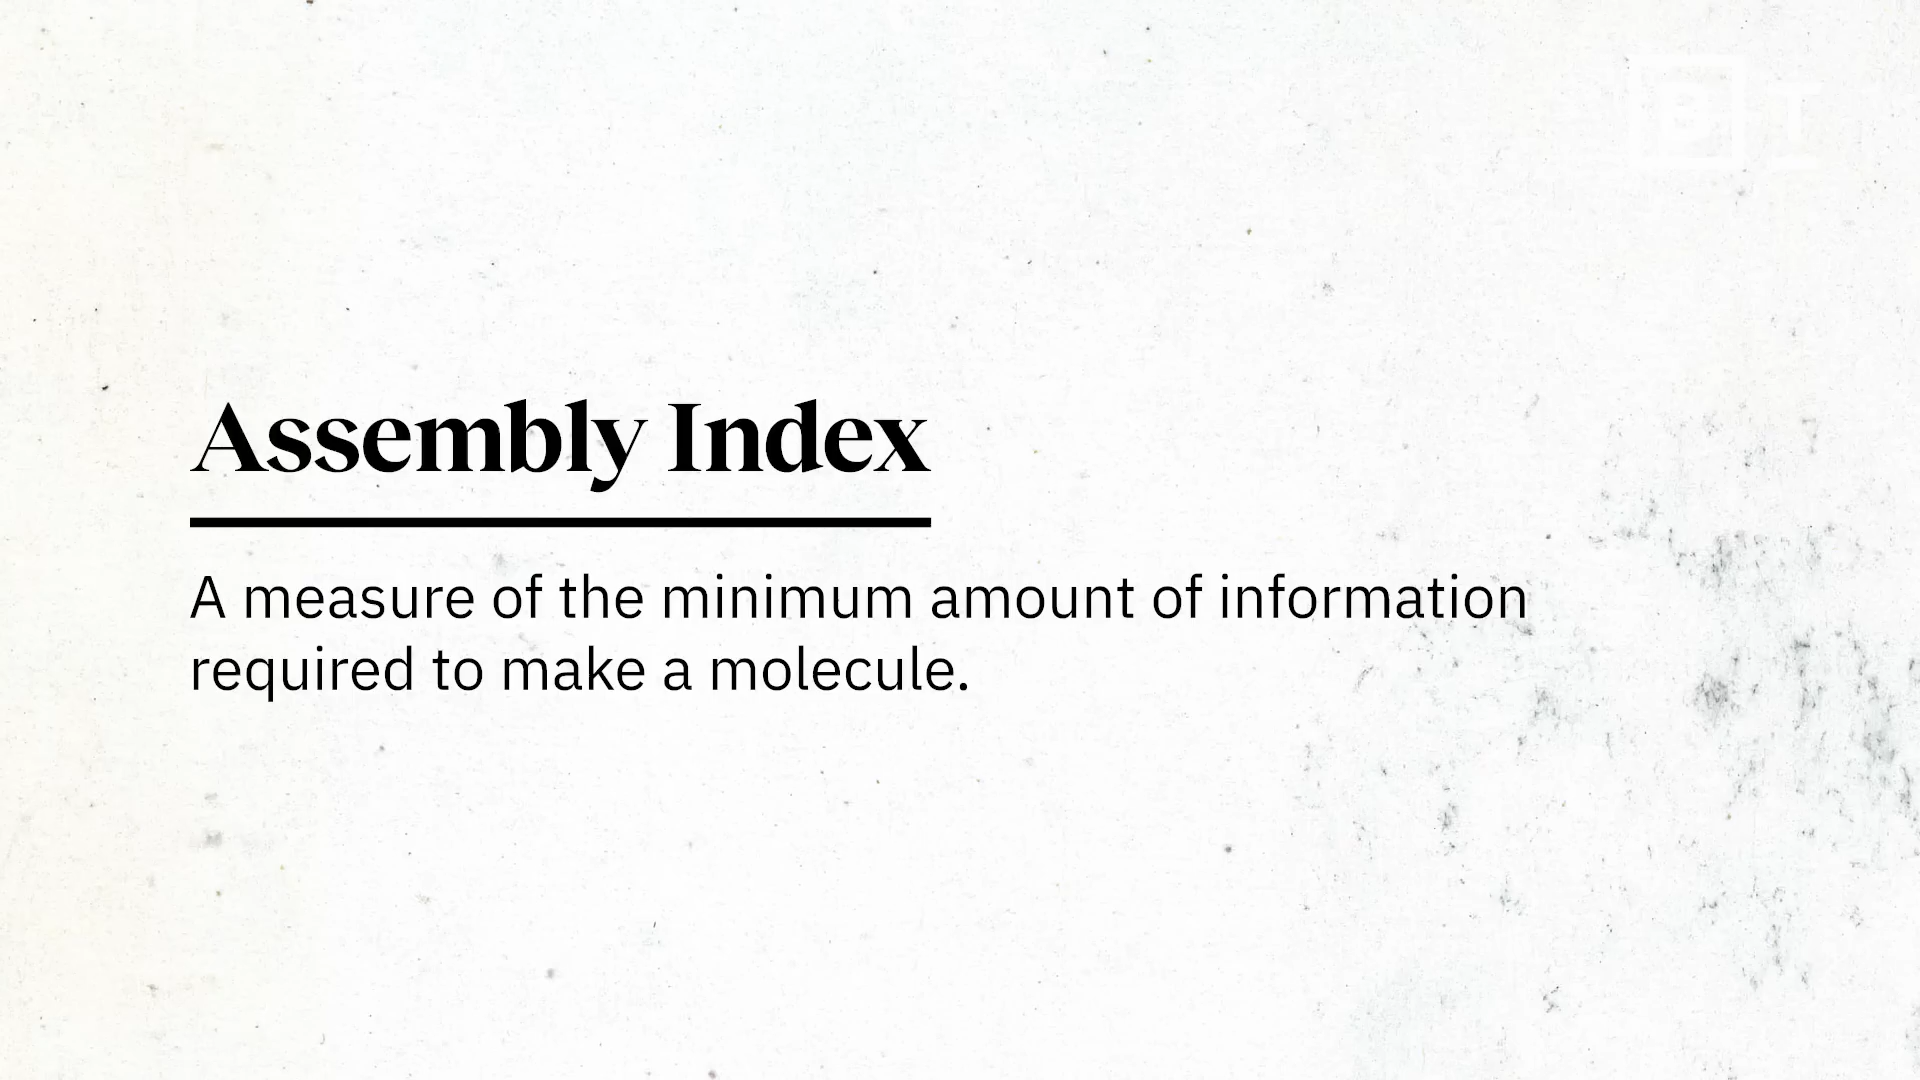 B T
Assembly Index
A measure of the minimum amount of information
required to make a molecule.